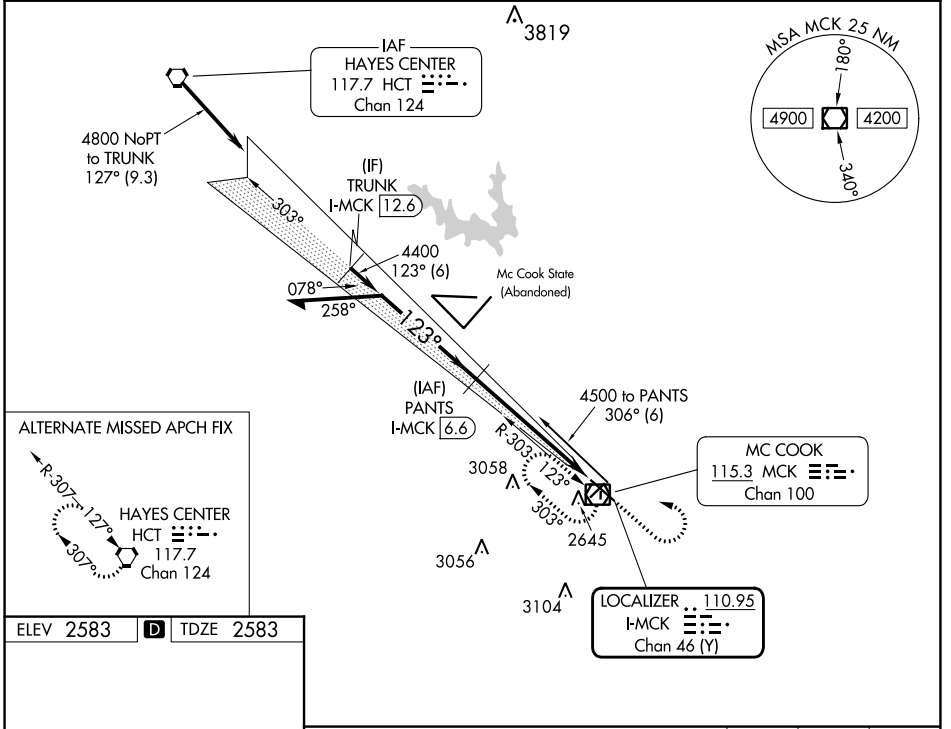 3819
IAF
HAYES CENTER
117.7 HCT
Chan 124
MSA MCK 25 NM
180°
4900
4200
340°
4800 NoPT
to TRUNK
127° (9.3)
(IF)
TRUNK
I-MCK 12.6
303°
4400
123° (6)
Mc Cook State
(Abandoned)
078°
258°
123°
(IAF)
PANTS
I-MCK 6.6
4500 to PANTS
306° (6)
R-303
123°
303°
3058
2645
3056
3104
MC COOK
115.3 MCK
Chan 100
LOCALIZER 110.95
I-MCK
Chan 46 (Y)
ALTERNATE MISSED APCH FIX
R-307
127°
307°
HAYES CENTER
HCT
117.7
Chan 124
ELEV 2583 D TDZE 2583